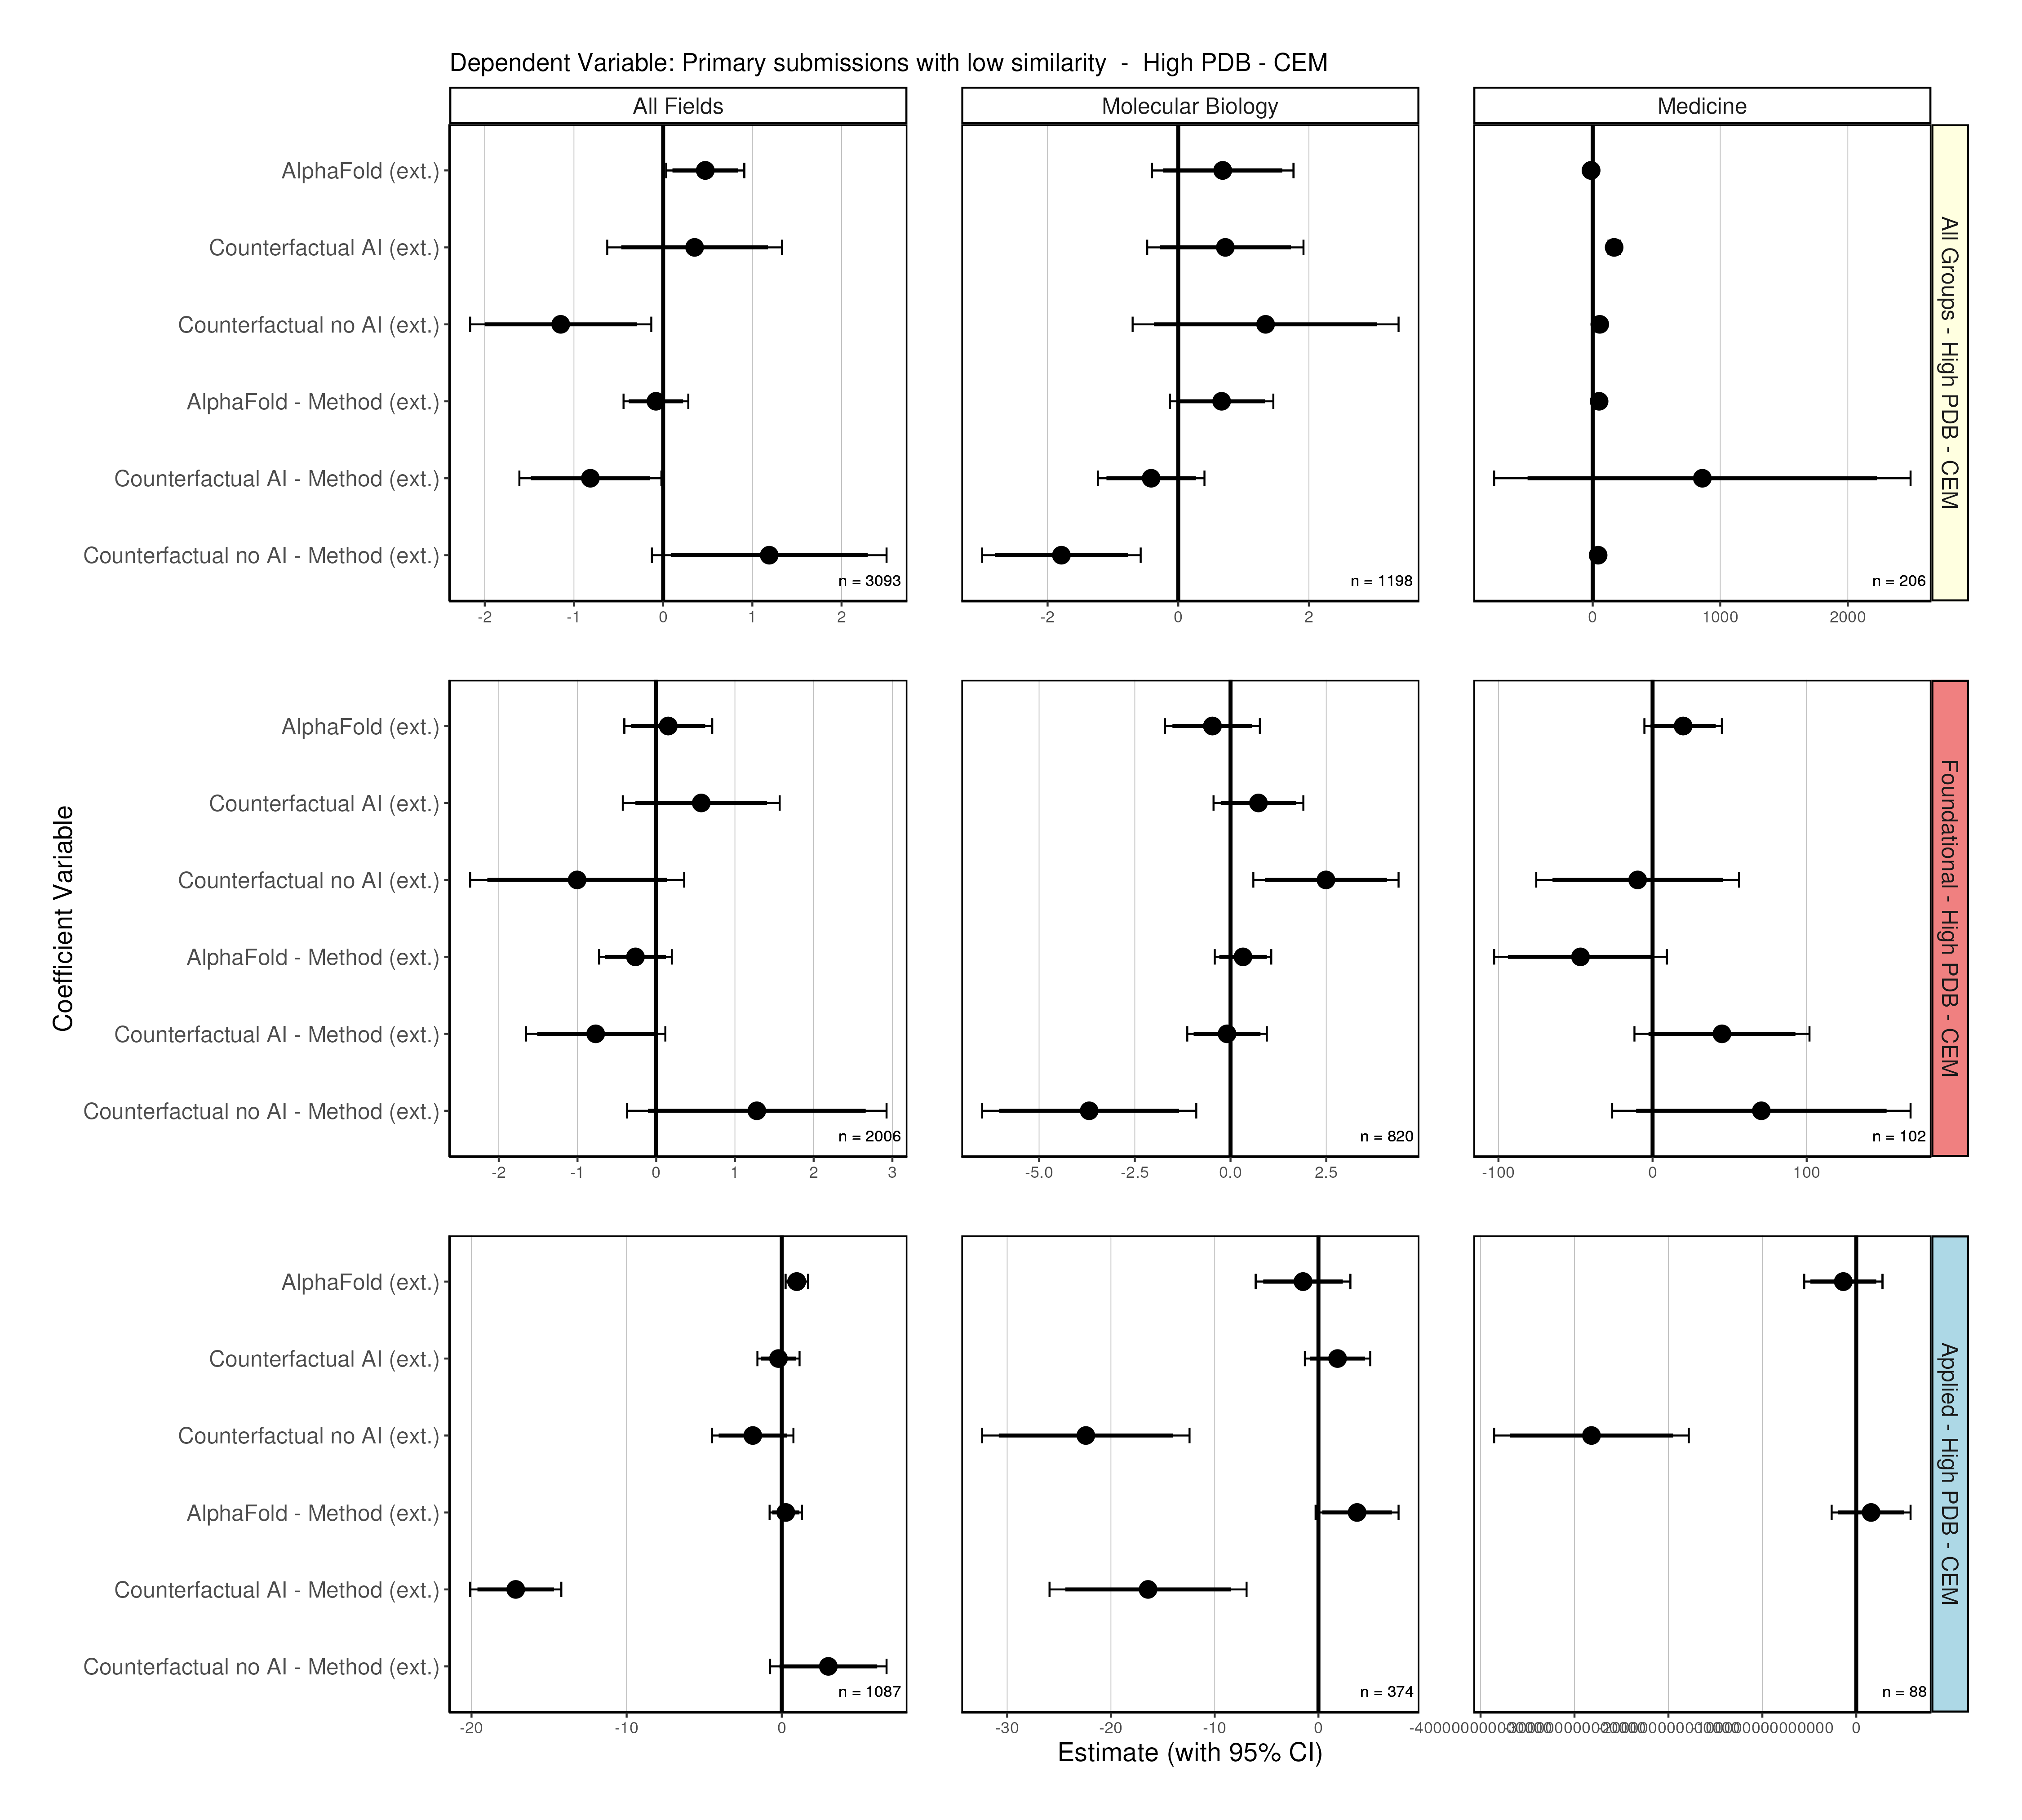 Dependent Variable: Primary submissions with low similarity - High PDB - CEM
All Fields
Molecular Biology
Medicine
AlphaFold (ext.)
Counterfactual AI (ext.)
Counterfactual no AI (ext.)
AlphaFold - Method (ext.)
Counterfactual AI - Method (ext.)
Counterfactual no AI - Method (ext.)
n = 3093
n = 1198
n = 206
All Groups - High PDB - CEM
-2 -1 0 1 2
-2 0 2
0 1000 2000
Coefficient Variable
AlphaFold (ext.)
Counterfactual AI (ext.)
Counterfactual no AI (ext.)
AlphaFold - Method (ext.)
Counterfactual AI - Method (ext.)
Counterfactual no AI - Method (ext.)
n = 2006
n = 820
n = 102
Foundational - High PDB - CEM
-2 -1 0 1 2 3
-5.0 -2.5 0.0 2.5
-100 0 100
AlphaFold (ext.)
Counterfactual AI (ext.)
Counterfactual no AI (ext.)
AlphaFold - Method (ext.)
Counterfactual AI - Method (ext.)
Counterfactual no AI - Method (ext.)
n = 1087
n = 374
n = 88
Applied - High PDB - CEM
-20 -10 0
-30 -20 -10 0
0
Estimate (with 95% CI)